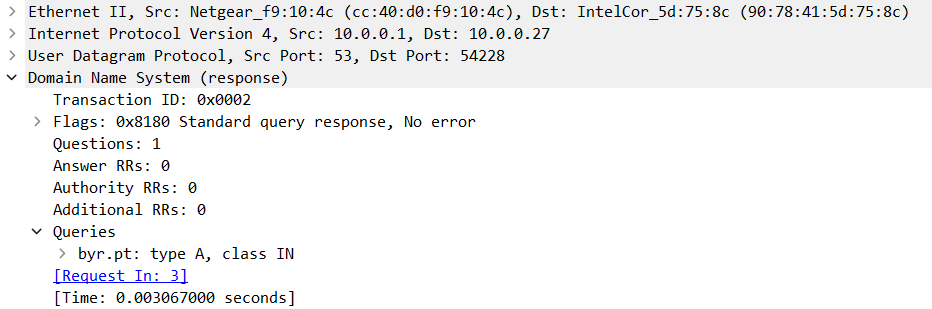 Ethernet II, Src: Netgear_f9:10:4c (cc:40:d0:f9:10:4c), Dst: IntelCor_5d:75:8c (90:78:41:5d:75:8c)
Internet Protocol Version 4, Src: 10.0.0.1, Dst: 10.0.0.27
User Datagram Protocol, Src Port: 53, Dst Port: 54228
Domain Name System (response)
Transaction ID: 0x0002
Flags: 0x8180 Standard query response, No error
Questions: 1
Answer RRs: 0
Authority RRs: 0
Additional RRs: 0
Queries
byr.pt: type A, class IN
[Request In: 3]
[Time: 0.003067000 seconds]